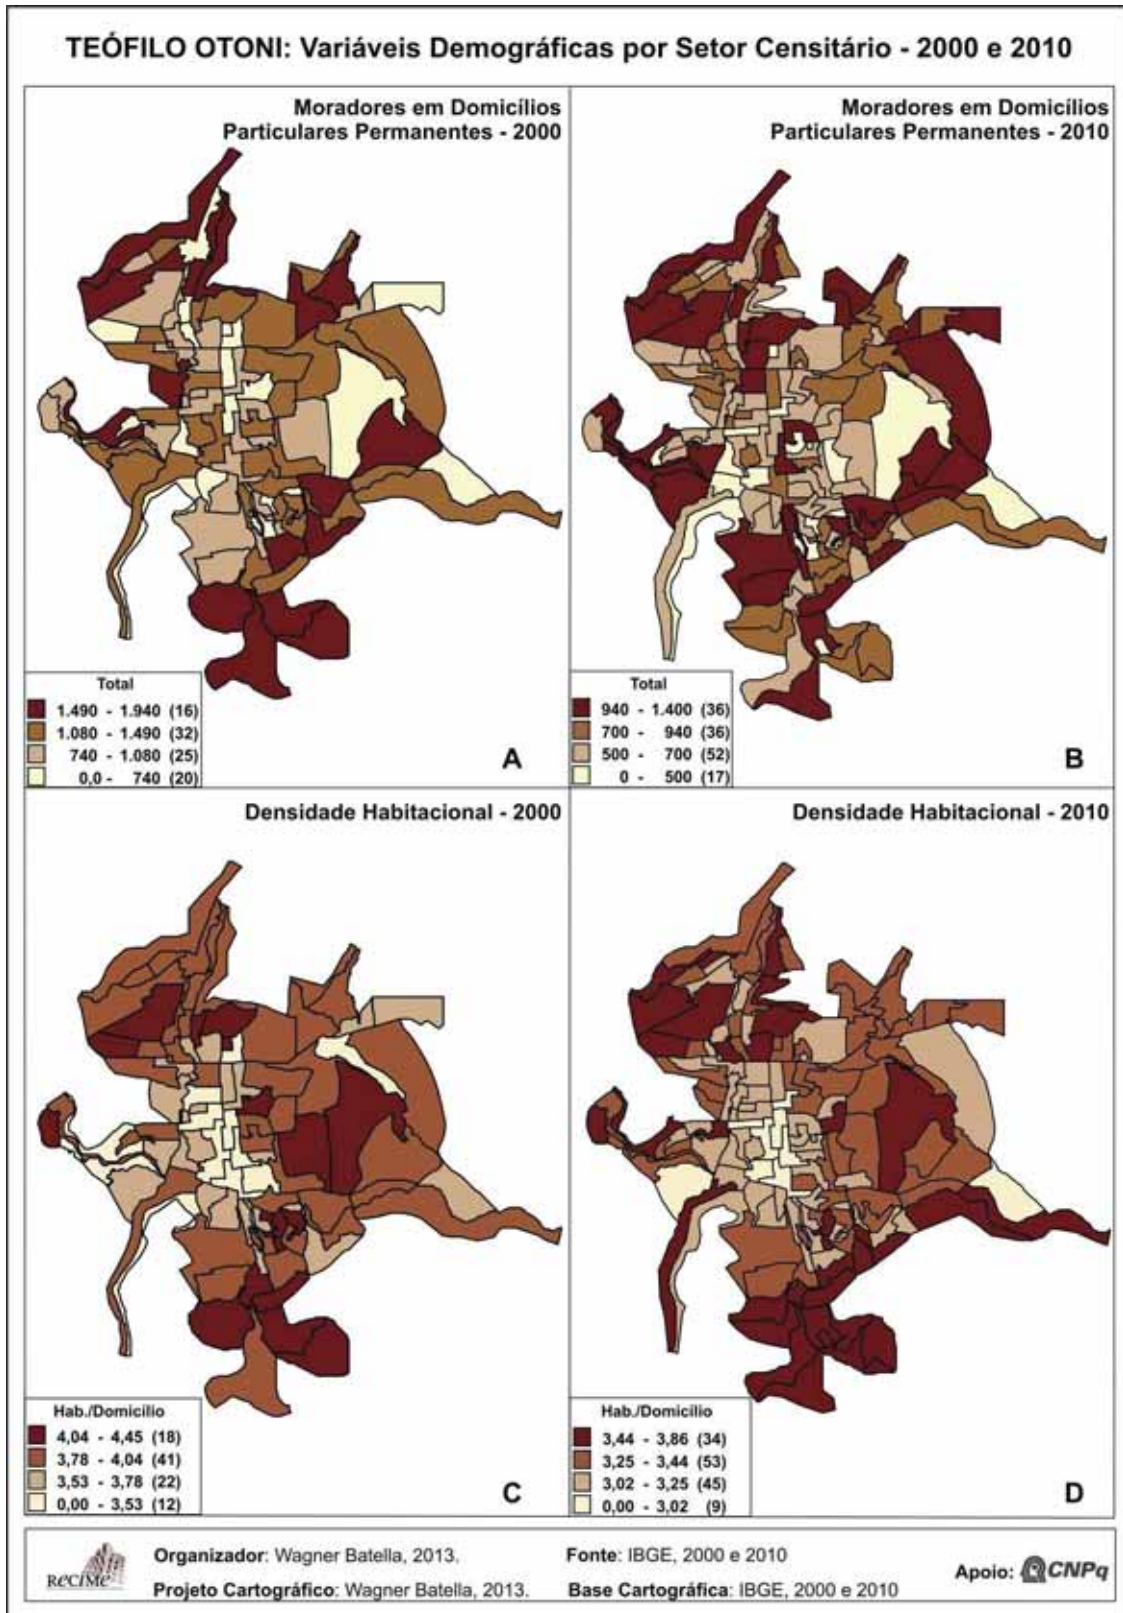 TEÓFILO OTONI: Variáveis Demográficas por Setor Censitário - 2000 e 2010
Moradores em Domicílios
Particulares Permanentes - 2000
Total
1.490 - 1.940 (16)
1.080 - 1.490 (32)
740 - 1.080 (25)
0,0 - 740 (20)
A
Moradores em Domicílios
Particulares Permanentes - 2010
Total
940 - 1.400 (36)
700 - 940 (36)
500 - 700 (52)
0 - 500 (17)
B
Densidade Habitacional - 2000
Hab./Domicílio
4,04 - 4,45 (18)
3,78 - 4,04 (41)
3,53 - 3,78 (22)
0,00 - 3,53 (12)
C
Densidade Habitacional - 2010
Hab./Domicílio
3,44 - 3,86 (34)
3,25 - 3,44 (53)
3,02 - 3,25 (45)
0,00 - 3,02 (9)
D
ReCiMe
Organizador: Wagner Batella, 2013.
Projeto Cartográfico: Wagner Batella, 2013.
Fonte: IBGE, 2000 e 2010
Base Cartográfica: IBGE, 2000 e 2010
Apoio: CNPq